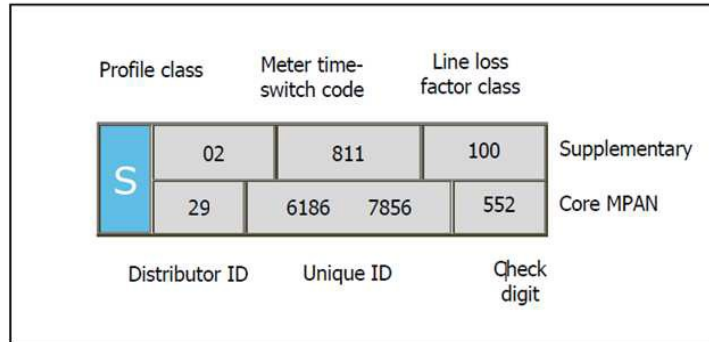 Profile class Meter time-switch code Line loss factor class
S 02 811 100 Supplementary
29 6186 7856 552 Core MPAN
Distributor ID Unique ID Check digit